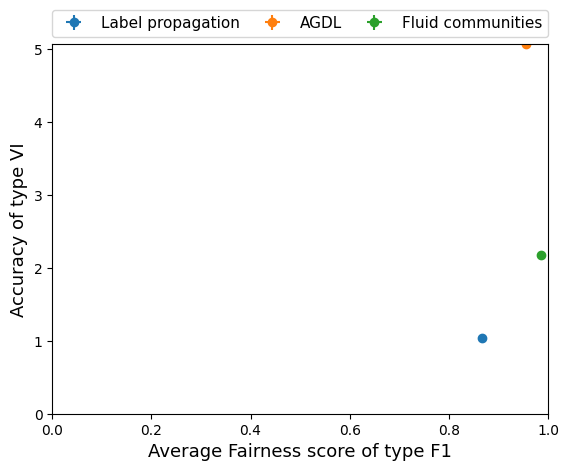 Label propagation AGDL Fluid communities
5
4
3
2
1
0
Accuracy of type VI
0.0 0.2 0.4 0.6 0.8 1.0
Average Fairness score of type F1